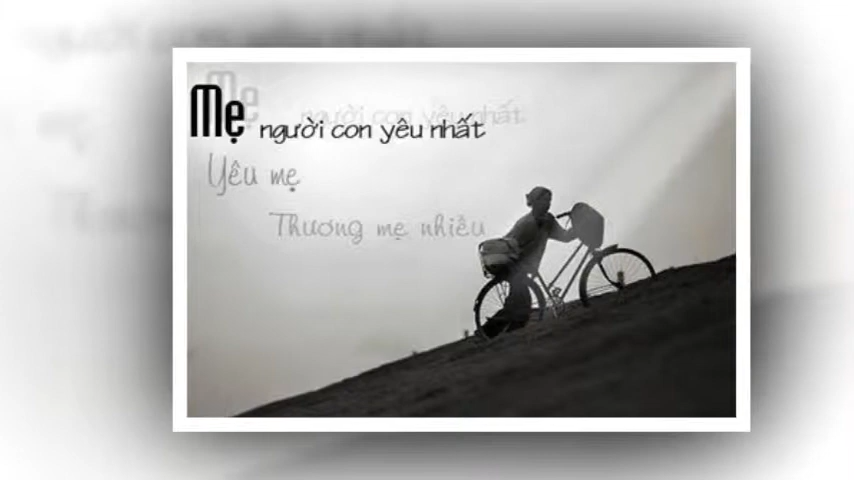 Mẹ người con yêu nhất
Yêu mẹ
Thương mẹ nhiều